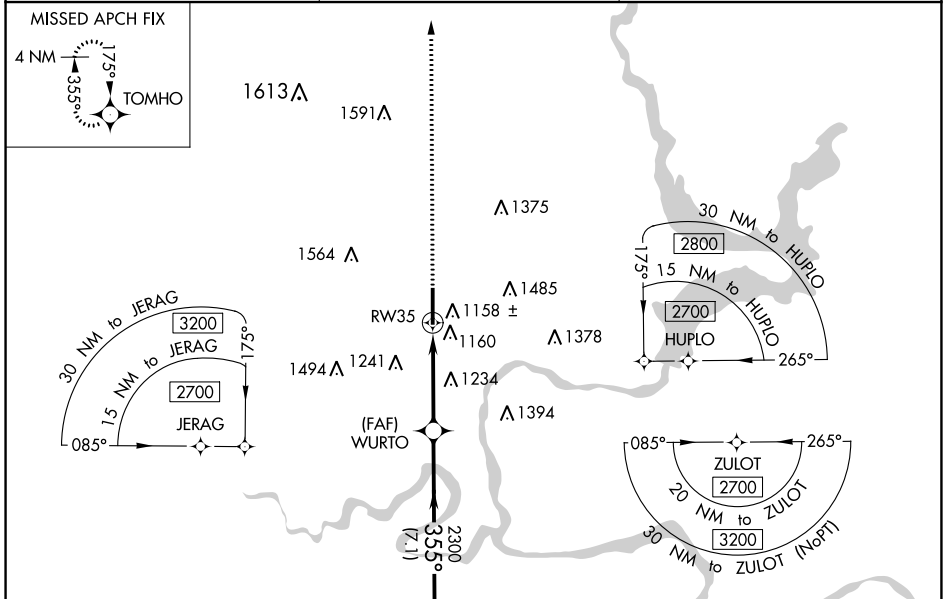 MISSED APCH FIX
4 NM
175°
355°
TOMHO
1613
1591
1375
1564
1485
RW35
1158 ±
1160
1378
1494
1241
1234
1394
(FAF)
WURTO
2300
355°
(7.1)
30 NM to JERAG
3200
175°
15 NM to JERAG
2700
JERAG
085°
30 NM to HUPLO
2800
175°
15 NM to HUPLO
2700
HUPLO
265°
085°
265°
ZULOT
2700
20 NM to ZULOT
3200
30 NM to ZULOT (NoPT)